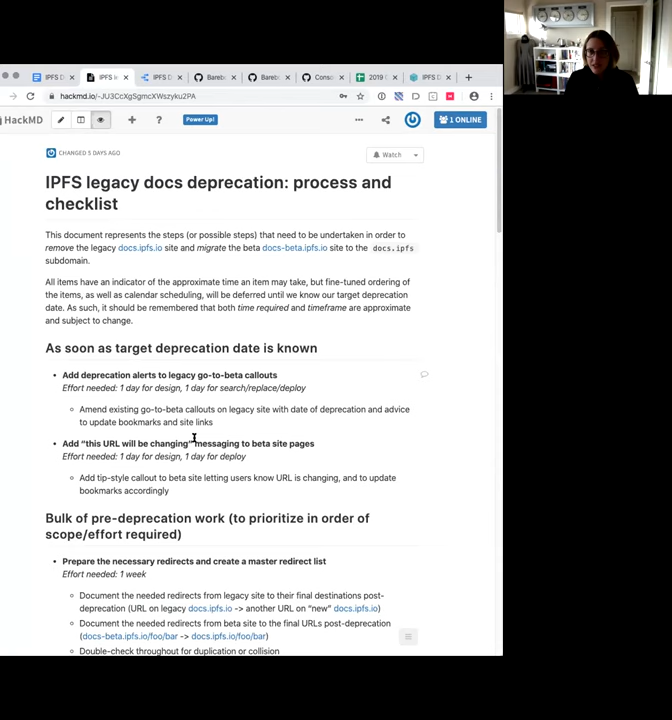 IPFS D
IPFS le
IPFS D
Bareb
Bareb
Conso
2019
IPFS D
hackmd.io/-JU3CcXgSgmcXWszyku2PA
HackMD
Power Up!
1 ONLINE
CHANGED 5 DAYS AGO
Watch
IPFS legacy docs deprecation: process and
checklist
This document represents the steps (or possible steps) that need to be undertaken in order to
remove the legacy docs.ipfs.io site and migrate the beta docs-beta.ipfs.io site to the docs.ipfs
subdomain.
All items have an indicator of the approximate time an item may take, but fine-tuned ordering of
the items, as well as calendar scheduling, will be deferred until we know our target deprecation
date. As such, it should be remembered that both time required and timeframe are approximate
and subject to change.
As soon as target deprecation date is known
Add deprecation alerts to legacy go-to-beta callouts
Effort needed: 1 day for design, 1 day for search/replace/deploy
Amend existing go-to-beta callouts on legacy site with date of deprecation and advice
to update bookmarks and site links
Add “this URL will be changing” messaging to beta site pages
Effort needed: 1 day for design, 1 day for deploy
Add tip-style callout to beta site letting users know URL is changing, and to update
bookmarks accordingly
Bulk of pre-deprecation work (to prioritize in order of
scope/effort required)
Prepare the necessary redirects and create a master redirect list
Effort needed: 1 week
Document the needed redirects from legacy site to their final destinations post-
deprecation (URL on legacy docs.ipfs.io -> another URL on “new” docs.ipfs.io)
Document the needed redirects from beta site to the final URLs post-deprecation
(docs-beta.ipfs.io/foo/bar -> docs.ipfs.io/foo/bar)
Double-check throughout for duplication or collision